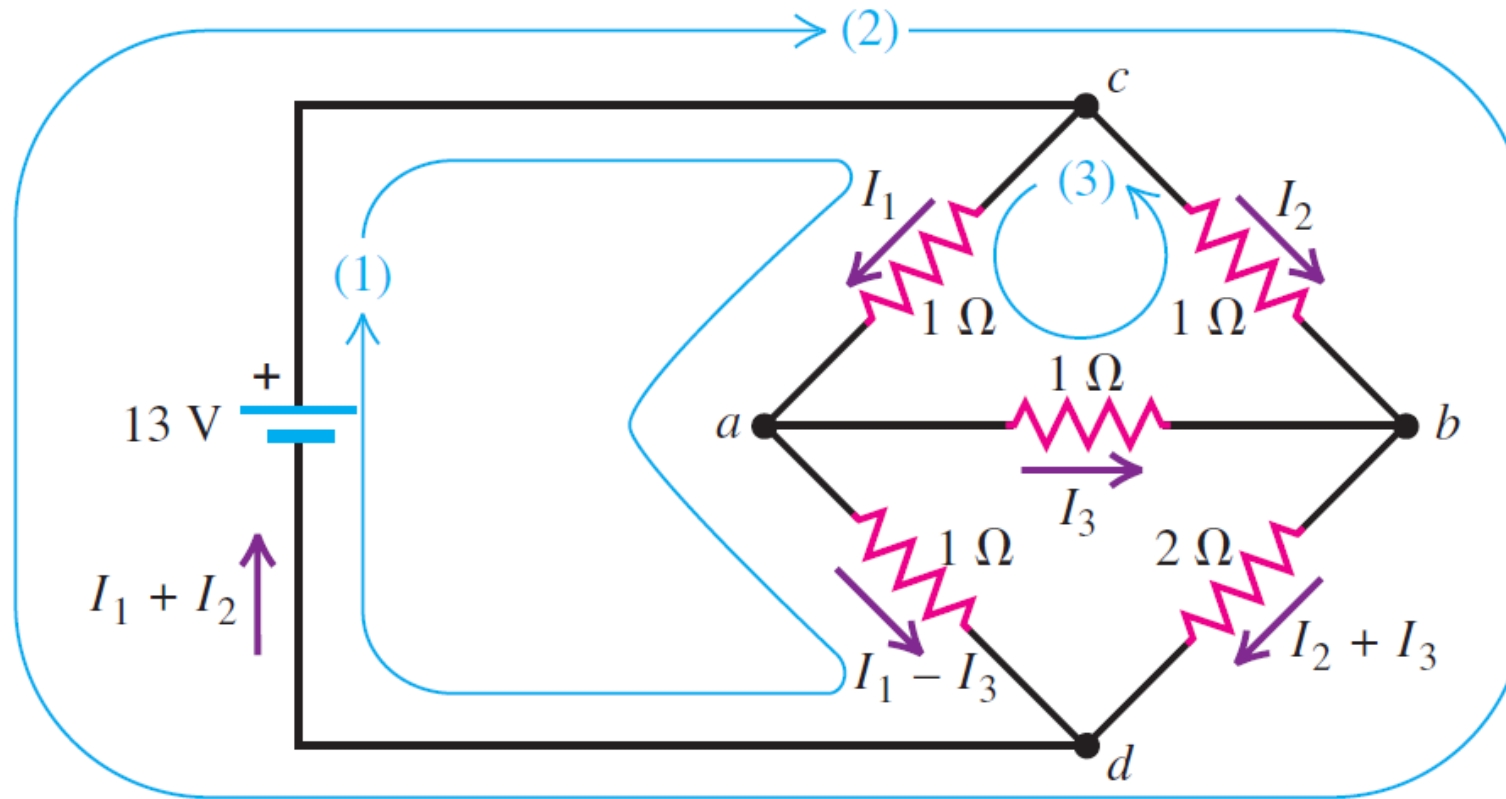 (2)
c
I₁
(3)
I₂
(1)
1 Ω
1 Ω
1 Ω
+
13 V
a
b
I₃
1 Ω
2 Ω
I₁ + I₂
I₁ – I₃
I₂ + I₃
d